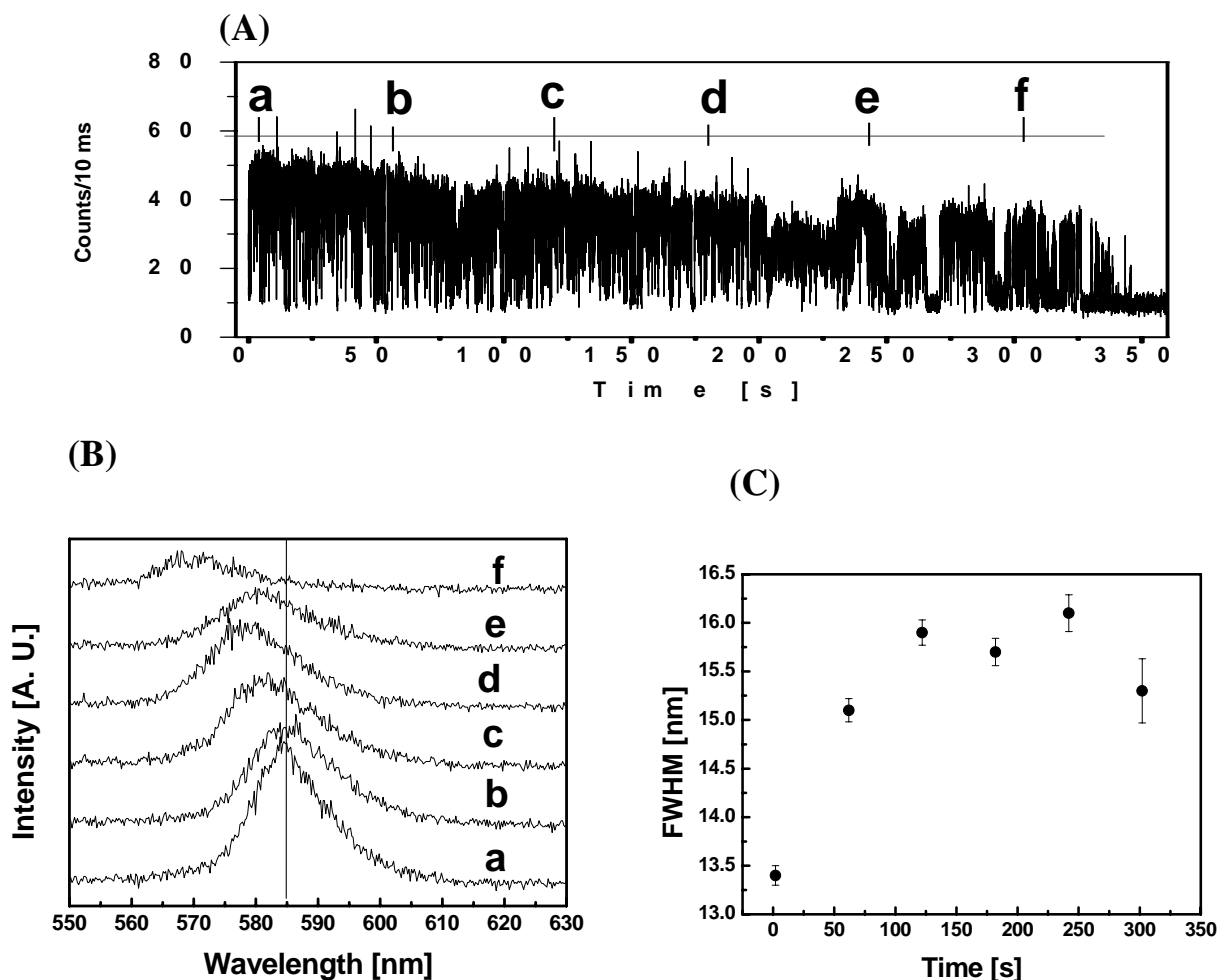 (A)
8 0
6 0
4 0
2 0
0
Counts/10 ms
a b c d e f
0 5 0 1 0 0 1 5 0 2 0 0 2 5 0 3 0 0 3 5 0
T i m e [ s ]
(B)
Intensity [A. U.]
f
e
d
c
b
a
550 560 570 580 590 600 610 620 630
Wavelength [nm]
(C)
FWHM [nm]
16.5
16.0
15.5
15.0
14.5
14.0
13.5
13.0
0 50 100 150 200 250 300 350
Time [s]